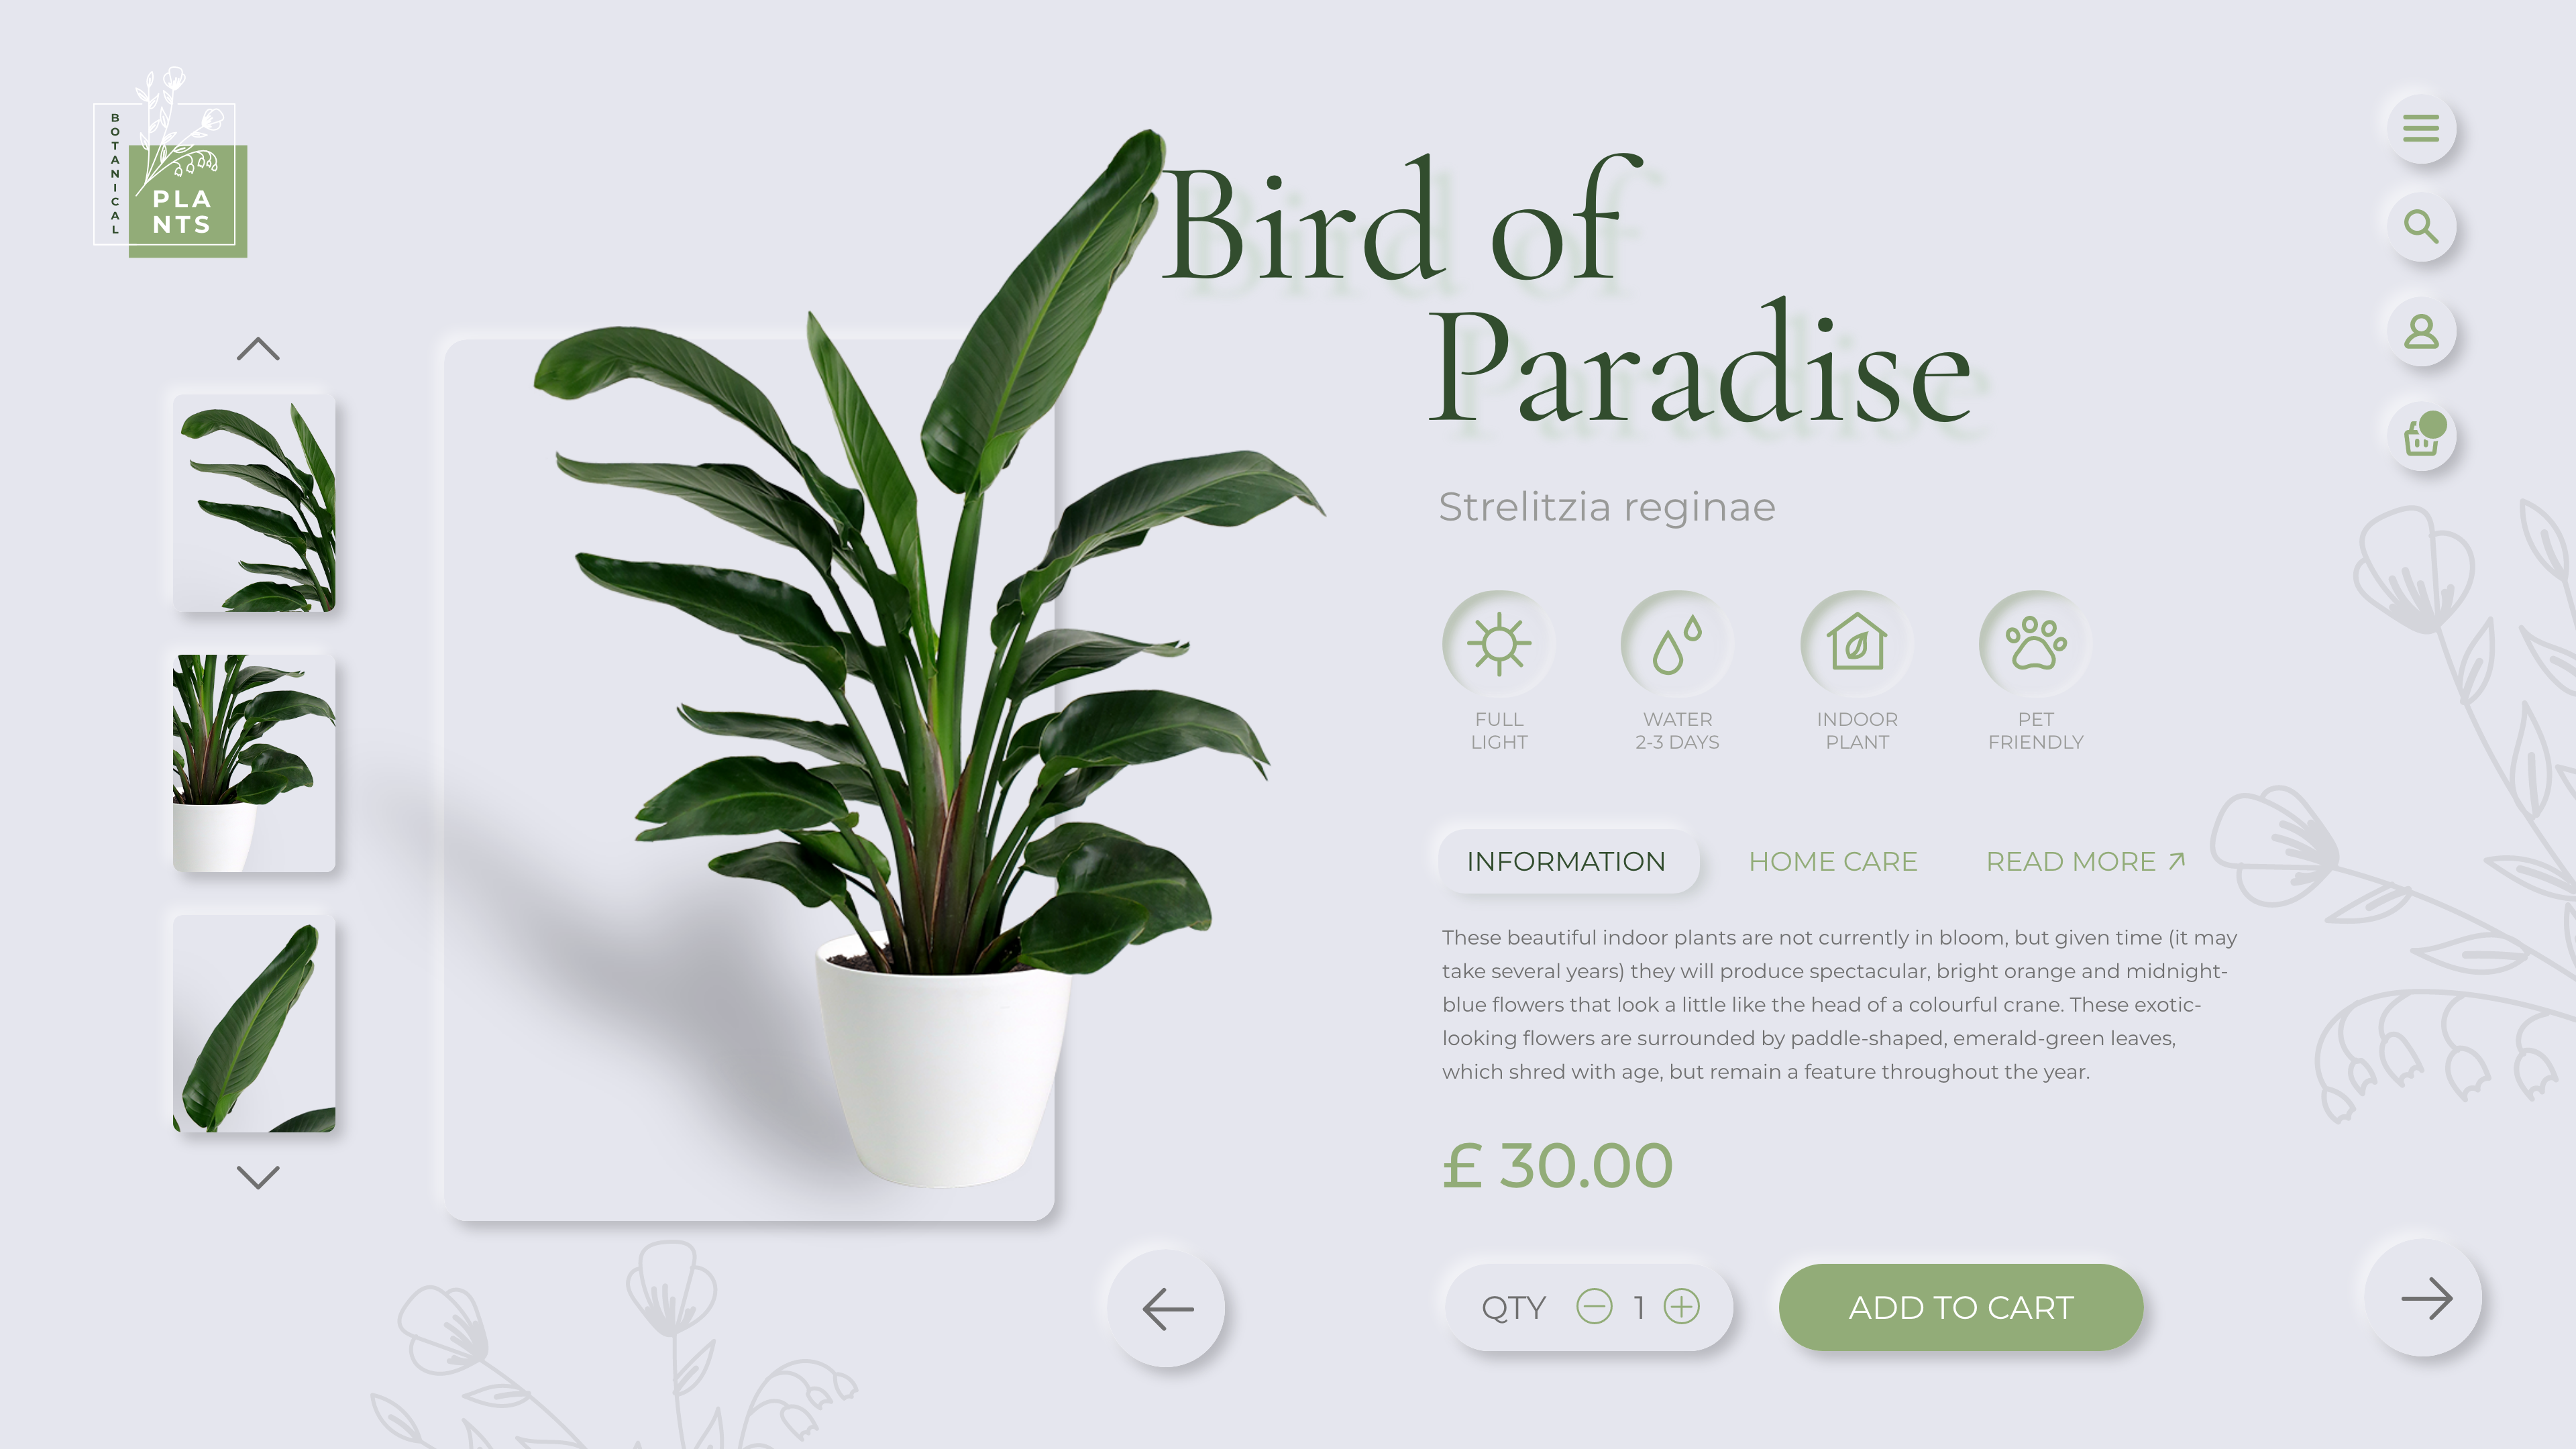 BOTANICAL
PLA
NTS
Bird of
Paradise
Strelitzia reginae
FULL
LIGHT
WATER
2-3 DAYS
INDOOR
PLANT
PET
FRIENDLY
INFORMATION
HOME CARE
READ MORE
These beautiful indoor plants are not currently in bloom, but given time (it may
take several years) they will produce spectacular, bright orange and midnight-
blue flowers that look a little like the head of a colourful crane. These exotic-
looking flowers are surrounded by paddle-shaped, emerald-green leaves,
which shred with age, but remain a feature throughout the year.
£ 30.00
QTY 1
ADD TO CART